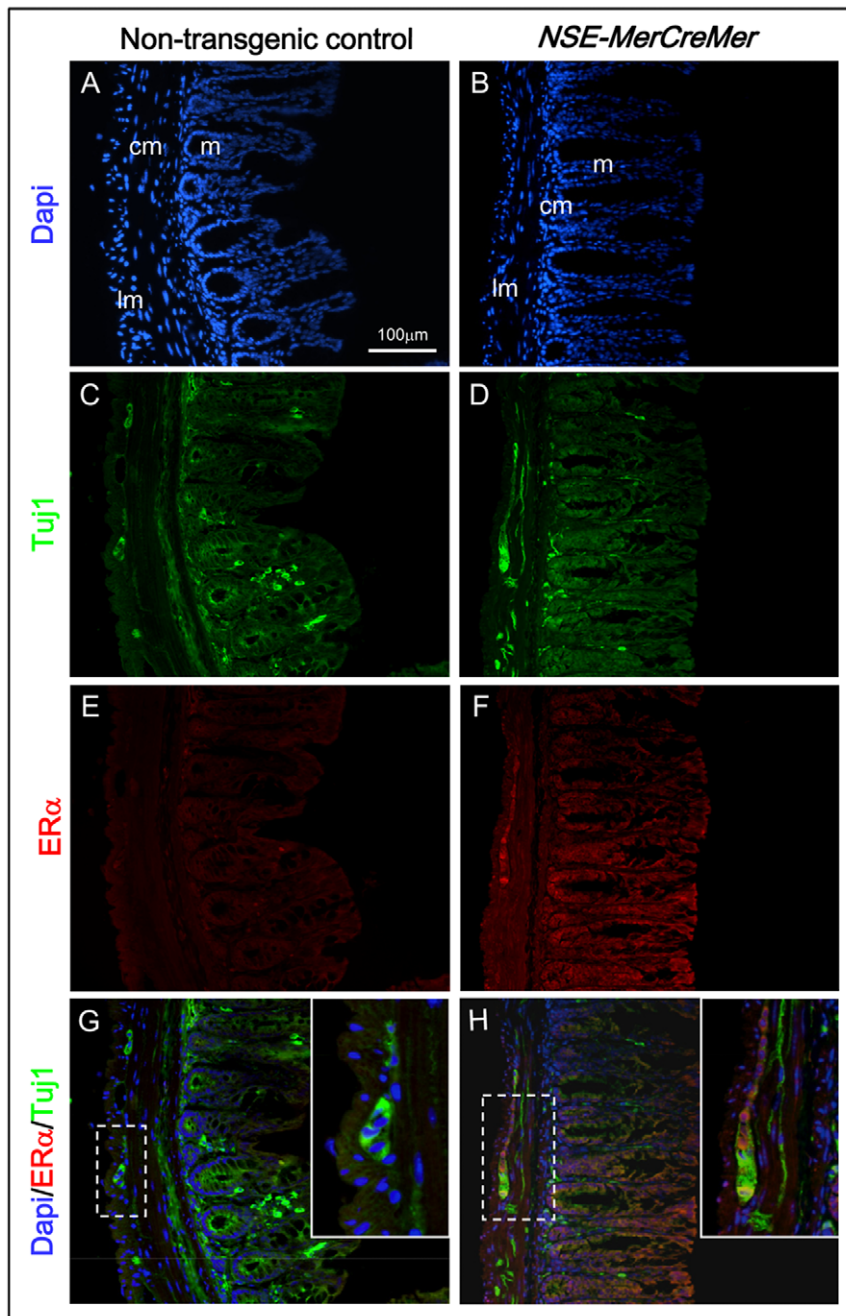 Non-transgenic control
NSE-MerCreMer
Dapi
A
cm
m
lm
100µm
B
m
cm
lm
Tuj1
C
D
ERα
E
F
Dapi/ERα/Tuj1
G
H